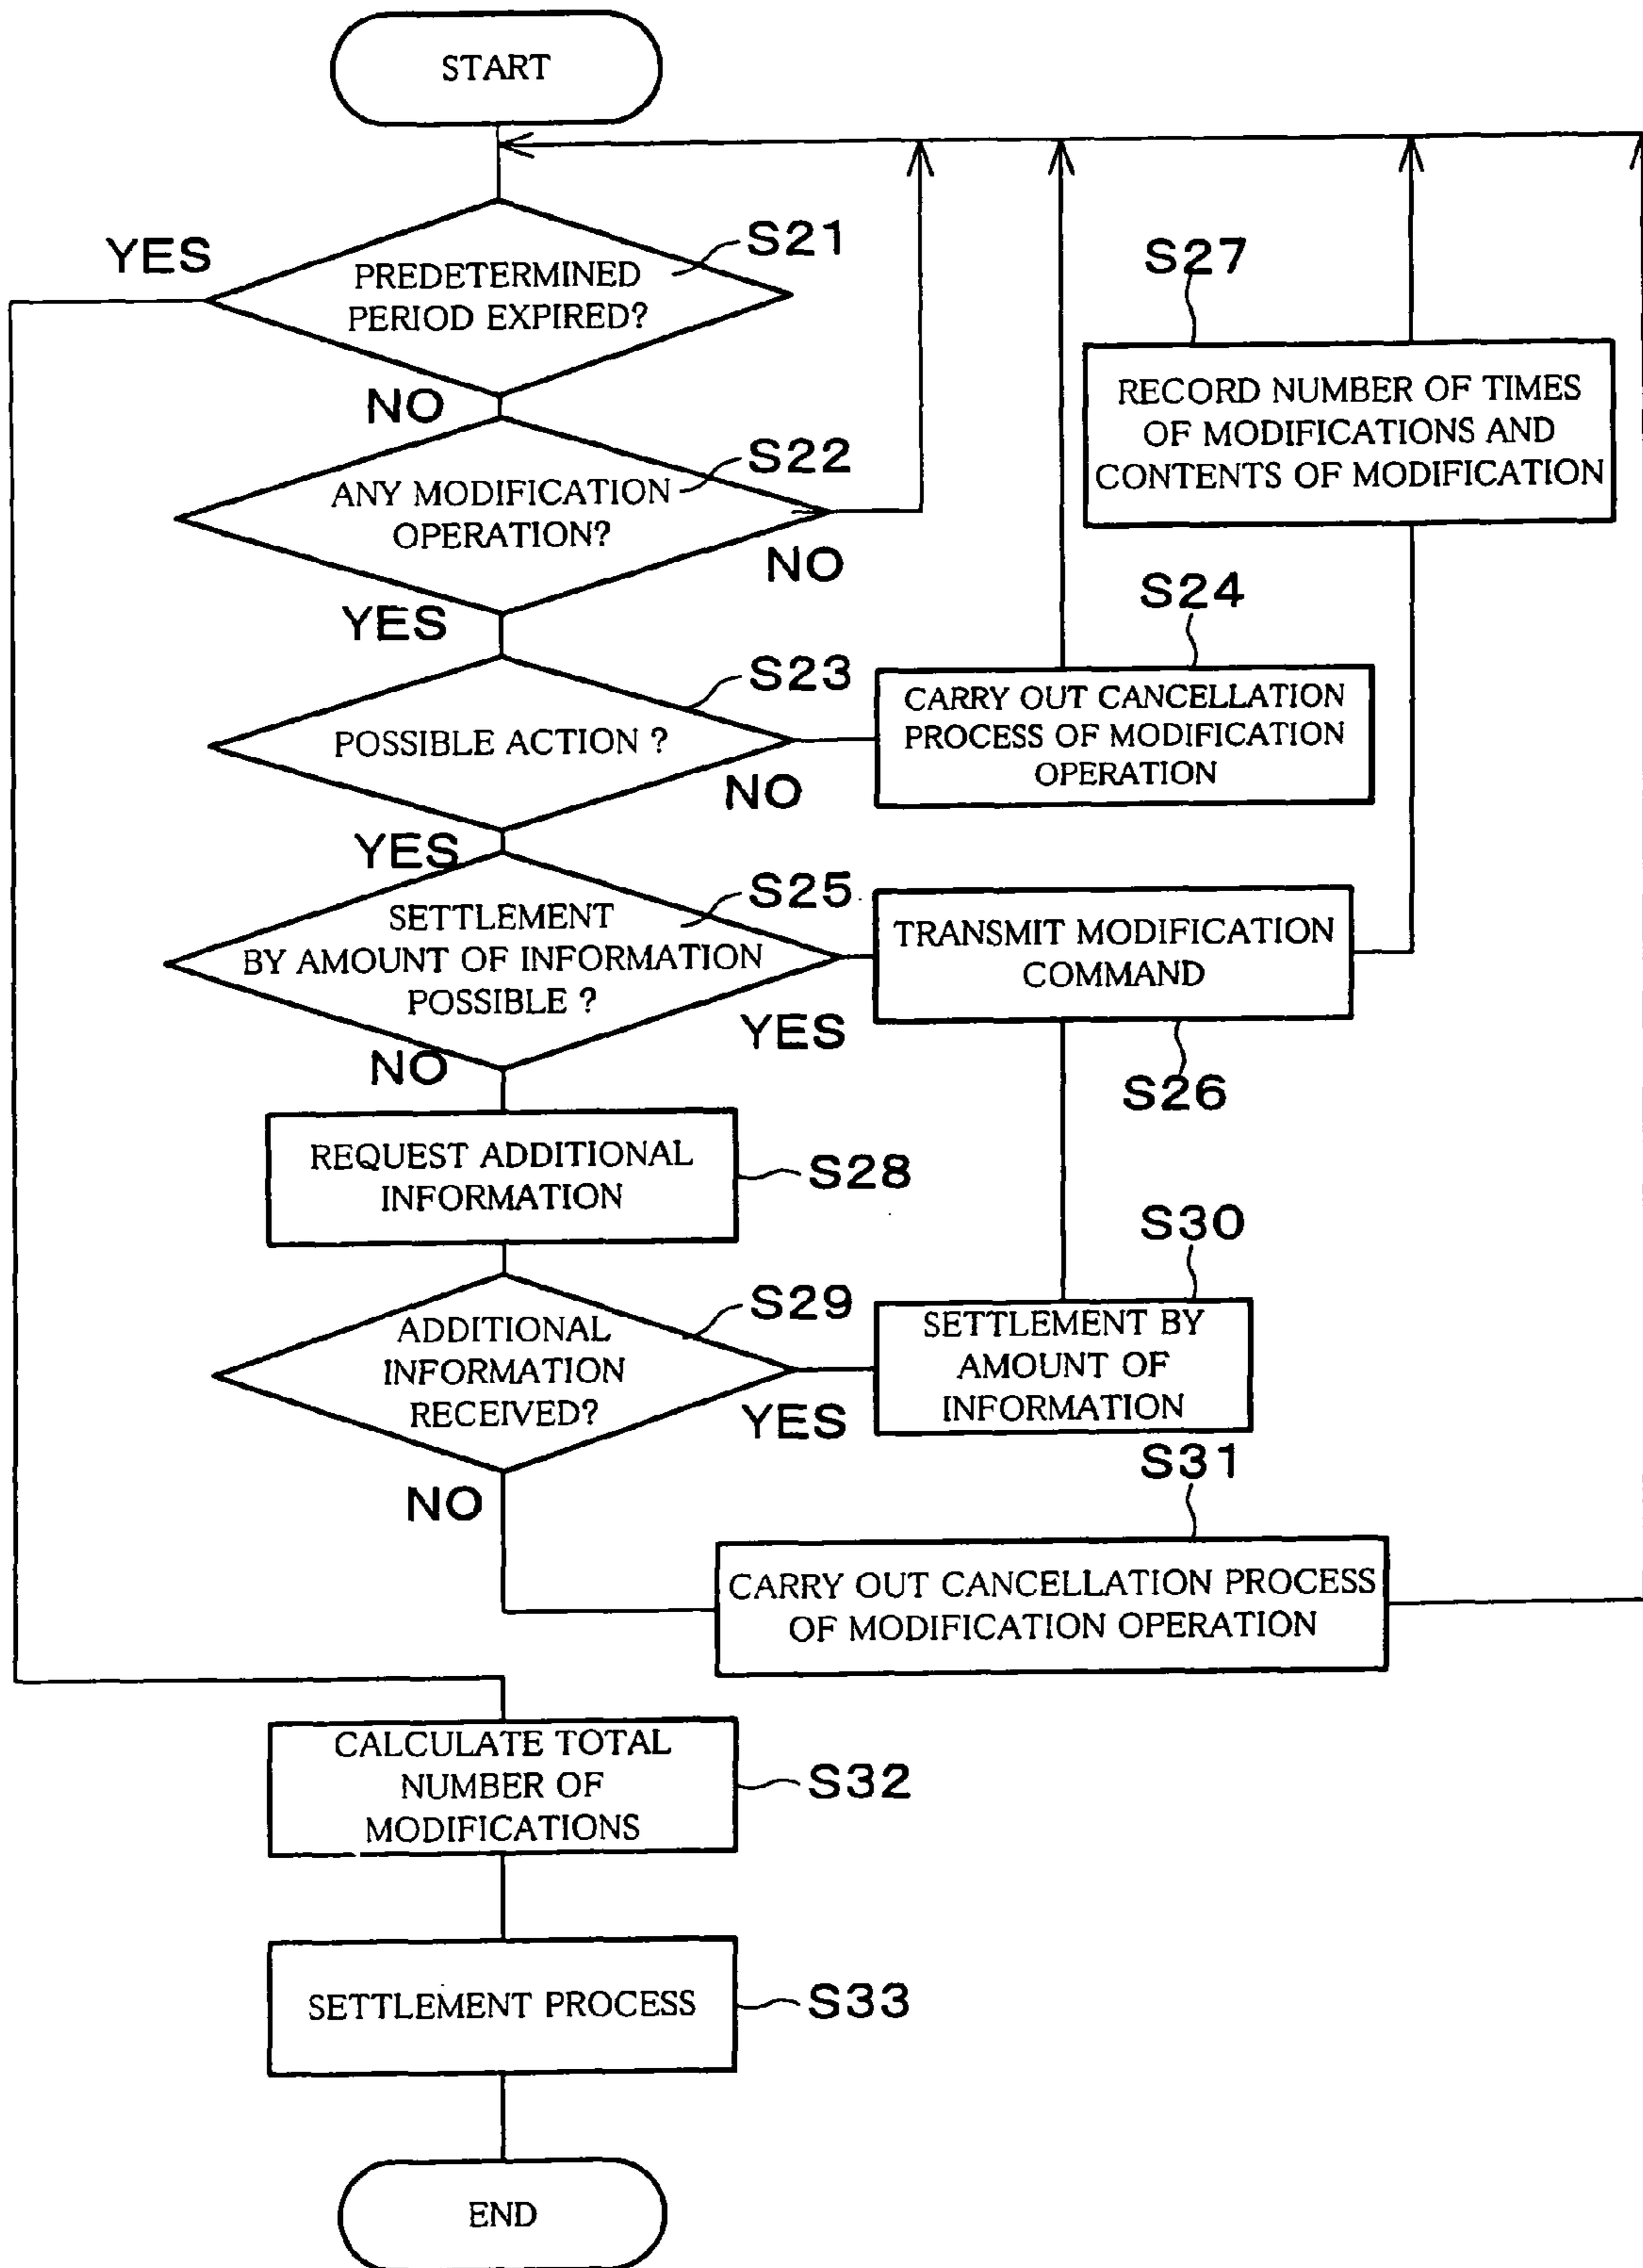 START
YES
S21
PREDETERMINED
PERIOD EXPIRED?
NO
S27
RECORD NUMBER OF TIMES
OF MODIFICATIONS AND
CONTENTS OF MODIFICATION
S22
ANY MODIFICATION
OPERATION?
NO
YES
S24
CARRY OUT CANCELLATION
PROCESS OF MODIFICATION
OPERATION
S23
POSSIBLE ACTION ?
NO
YES
S25
SETTLEMENT
BY AMOUNT OF INFORMATION
POSSIBLE ?
YES
NO
TRANSMIT MODIFICATION
COMMAND
S26
REQUEST ADDITIONAL
INFORMATION
S28
S30
SETTLEMENT BY
AMOUNT OF
INFORMATION
S29
ADDITIONAL
INFORMATION
RECEIVED?
YES
NO
S31
CARRY OUT CANCELLATION PROCESS
OF MODIFICATION OPERATION
CALCULATE TOTAL
NUMBER OF
MODIFICATIONS
S32
SETTLEMENT PROCESS
S33
END